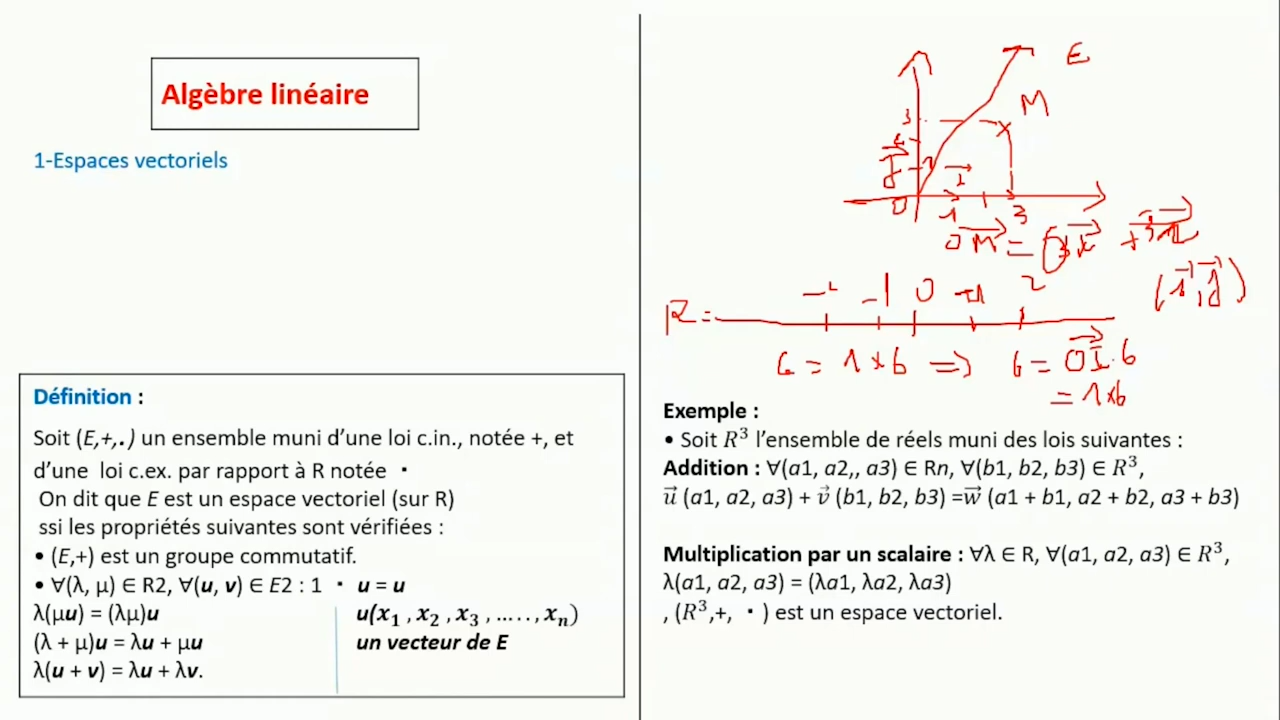 Algèbre linéaire
1-Espaces vectoriels
Définition :
Soit (E,+,.) un ensemble muni d’une loi c.in., notée +, et
d’une loi c.ex. par rapport à R notée ·
On dit que E est un espace vectoriel (sur R)
ssi les propriétés suivantes sont vérifiées :
• (E,+) est un groupe commutatif.
• ∀(λ, μ) ∈ R2, ∀(u, v) ∈ E2 : 1 · u = u
λ(μu) = (λμ)u
(λ + μ)u = λu + μu
λ(u + v) = λu + λv.
u(x₁ , x₂ , x₃ , ….. , xₙ)
un vecteur de E
E
M
3
0 1 3
(i⃗, j⃗)
-1 0 2
R =
6 = 1 × 6 => 6 = OI⃗ . 6
= 1×6
Exemple :
• Soit R³ l’ensemble de réels muni des lois suivantes :
Addition : ∀(a1, a2,, a3) ∈ Rn, ∀(b1, b2, b3) ∈ R³,
u⃗ (a1, a2, a3) + v⃗ (b1, b2, b3) =w⃗ (a1 + b1, a2 + b2, a3 + b3)
Multiplication par un scalaire : ∀λ ∈ R, ∀(a1, a2, a3) ∈ R³,
λ(a1, a2, a3) = (λa1, λa2, λa3)
, (R³,+, · ) est un espace vectoriel.